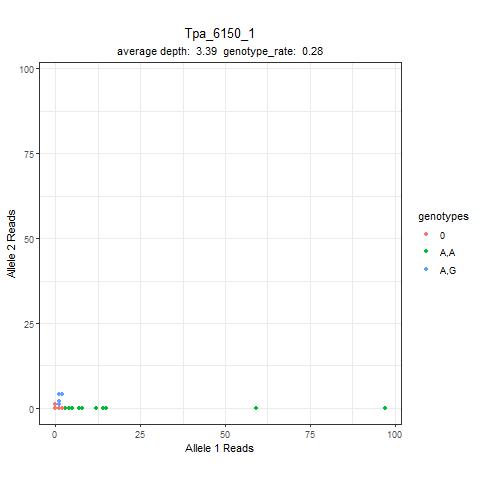 Tpa_6150_1
average depth: 3.39 genotype_rate: 0.28
100
75
50
25
0
Allele 2 Reads
0 25 50 75 100
Allele 1 Reads
genotypes
0
A,A
A,G